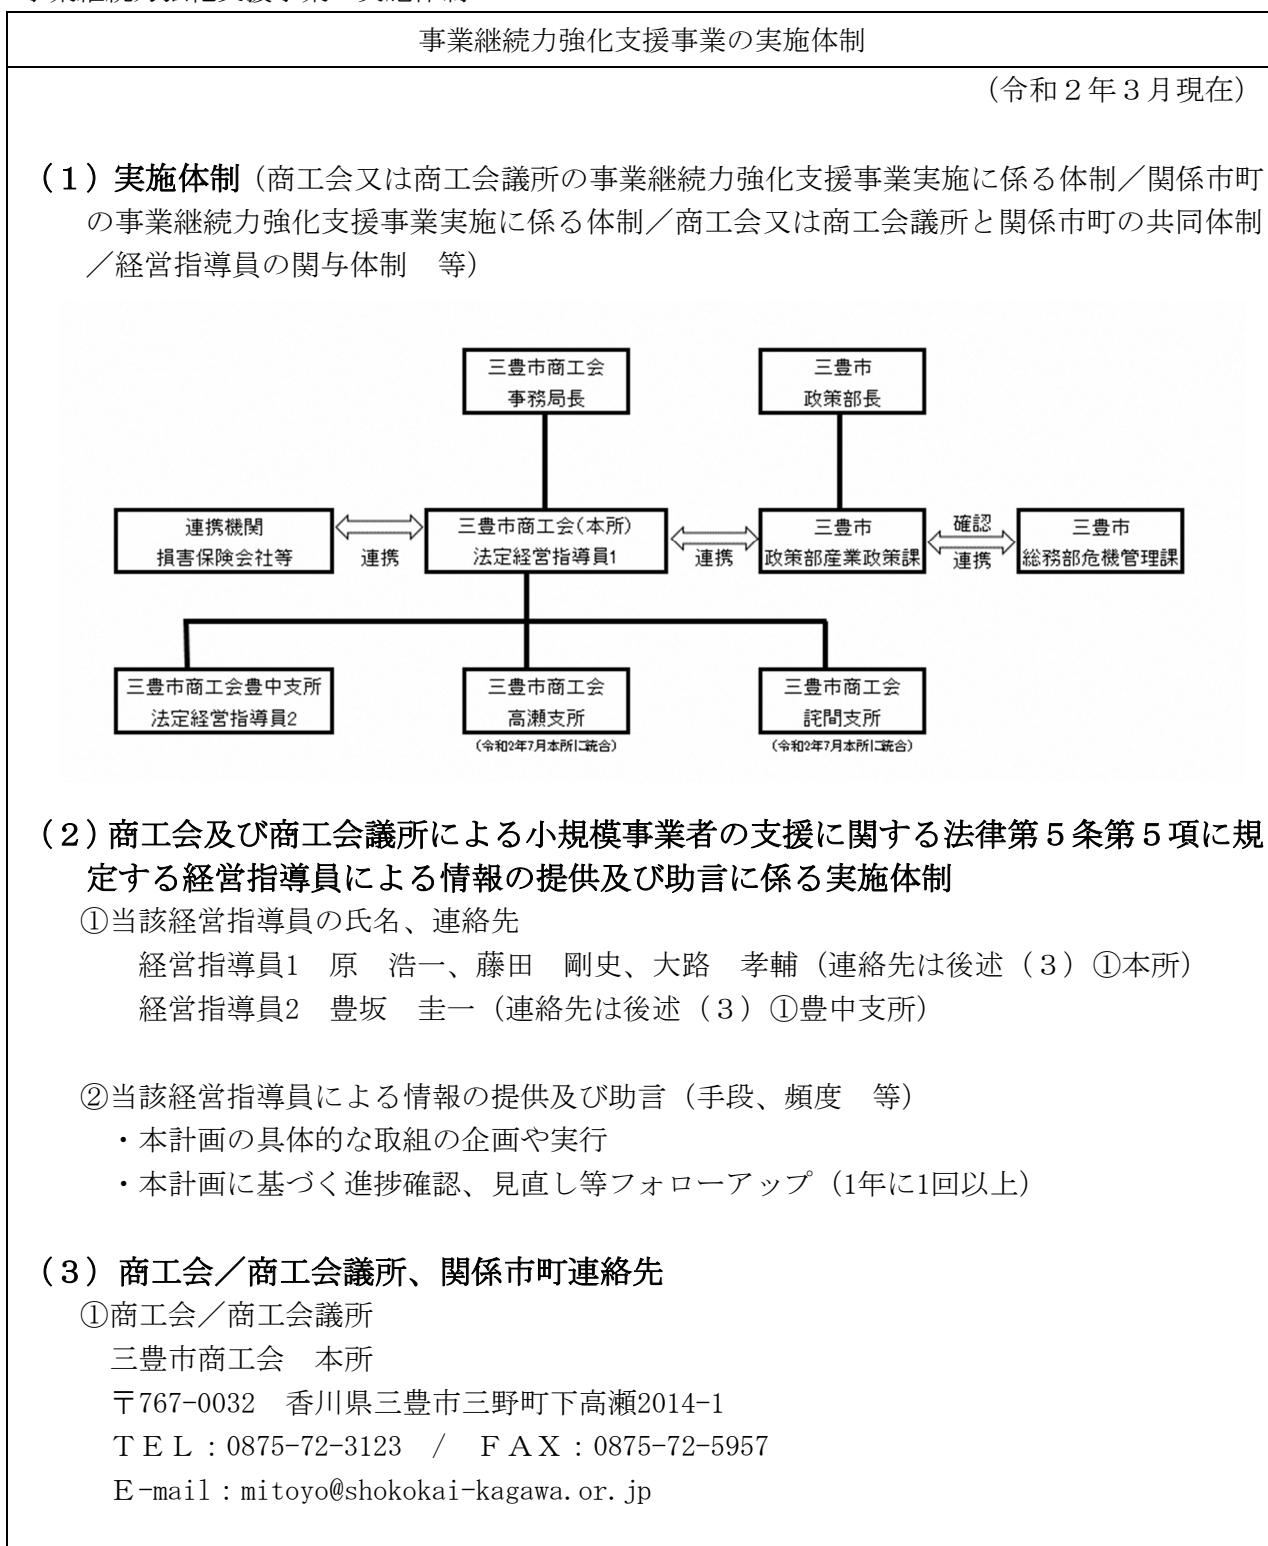 事業継続力強化支援事業の実施体制
（令和２年３月現在）
（１）実施体制（商工会又は商工会議所の事業継続力強化支援事業実施に係る体制／関係市町
の事業継続力強化支援事業実施に係る体制／商工会又は商工会議所と関係市町の共同体制
／経営指導員の関与体制　等）
三豊市商工会
事務局長
三豊市
政策部長
連携機関
損害保険会社等
連携
三豊市商工会(本所)
法定経営指導員1
連携
三豊市
政策部産業政策課
確認
連携
三豊市
総務部危機管理課
三豊市商工会豊中支所
法定経営指導員2
三豊市商工会
高瀬支所
(令和2年7月本所に統合)
三豊市商工会
詫間支所
(令和2年7月本所に統合)
（２）商工会及び商工会議所による小規模事業者の支援に関する法律第５条第５項に規
定する経営指導員による情報の提供及び助言に係る実施体制
①当該経営指導員の氏名、連絡先
経営指導員1　原　浩一、藤田　剛史、大路　孝輔（連絡先は後述（３）①本所）
経営指導員2　豊坂　圭一（連絡先は後述（３）①豊中支所）
②当該経営指導員による情報の提供及び助言（手段、頻度　等）
・本計画の具体的な取組の企画や実行
・本計画に基づく進捗確認、見直し等フォローアップ（1年に1回以上）
（３）商工会／商工会議所、関係市町連絡先
①商工会／商工会議所
三豊市商工会　本所
〒767-0032　香川県三豊市三野町下高瀬2014-1
ＴＥＬ：0875-72-3123　/　ＦＡＸ：0875-72-5957
Ｅ-mail：mitoyo@shokokai-kagawa.or.jp